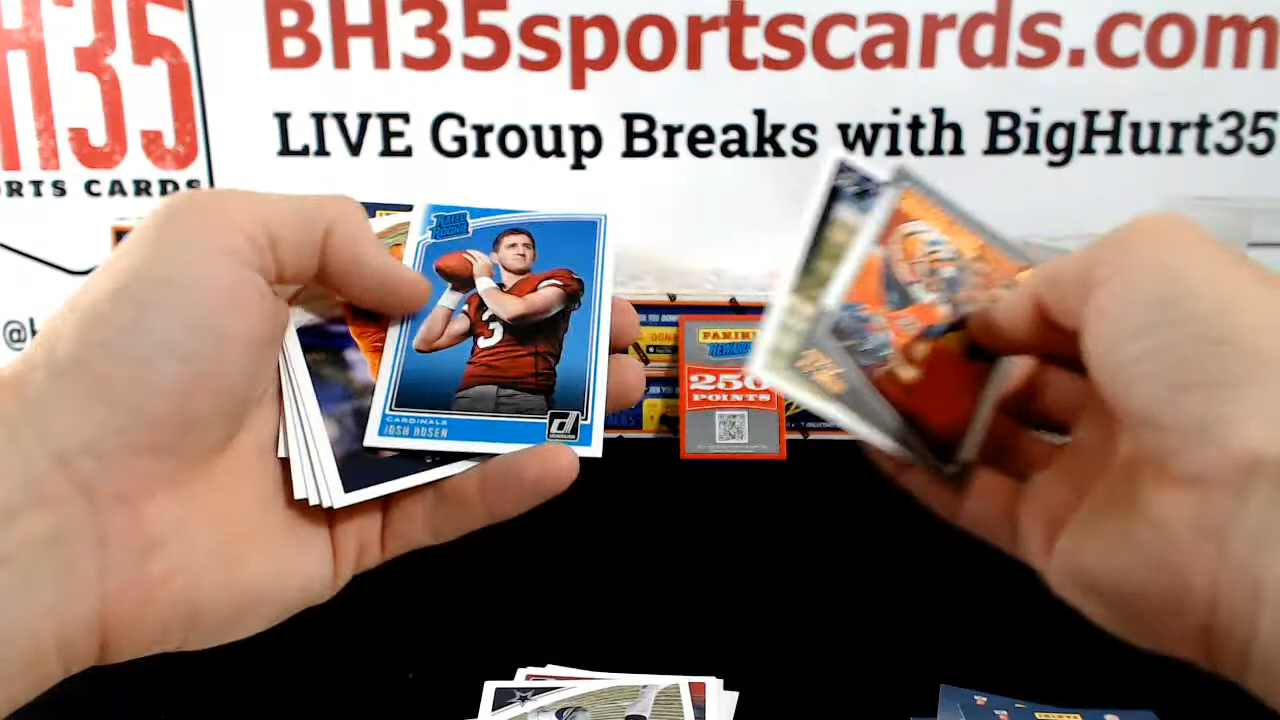 H35
RTS CARDS
BH35sportscards.com
LIVE Group Breaks with BigHurt35
RATED
ROOKIE
3
CARDINALS
JOSH ROSEN
d
PANINI
REWARDS
250
POINTS